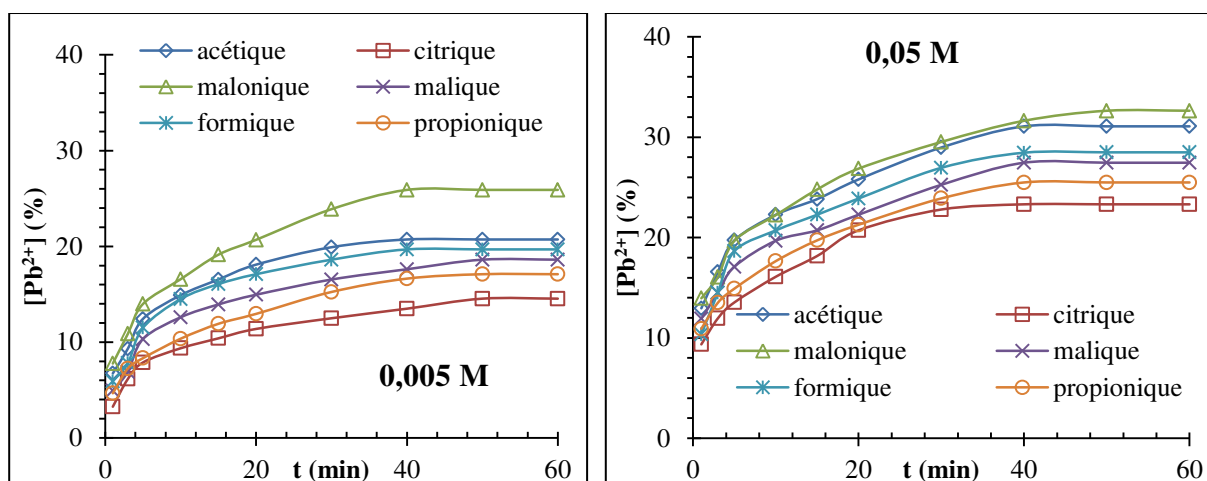 40
30
20
10
0
[Pb²⁺] (%)
acétique
citrique
malonique
malique
formique
propionique
0,005 M
0
20
40
60
t (min)
40
30
20
10
0
[Pb²⁺] (%)
0,05 M
acétique
citrique
malonique
malique
formique
propionique
0
20
40
60
t (min)